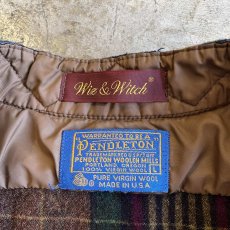 Wiz & Witch®
WARRANTED TO BE A
"PENDLETON"
PENDLETON WOOLEN MILLS
PORTLAND, OREGON
100% VIRGIN WOOL
L
PURE VIRGIN WOOL
MADE IN U.S.A.